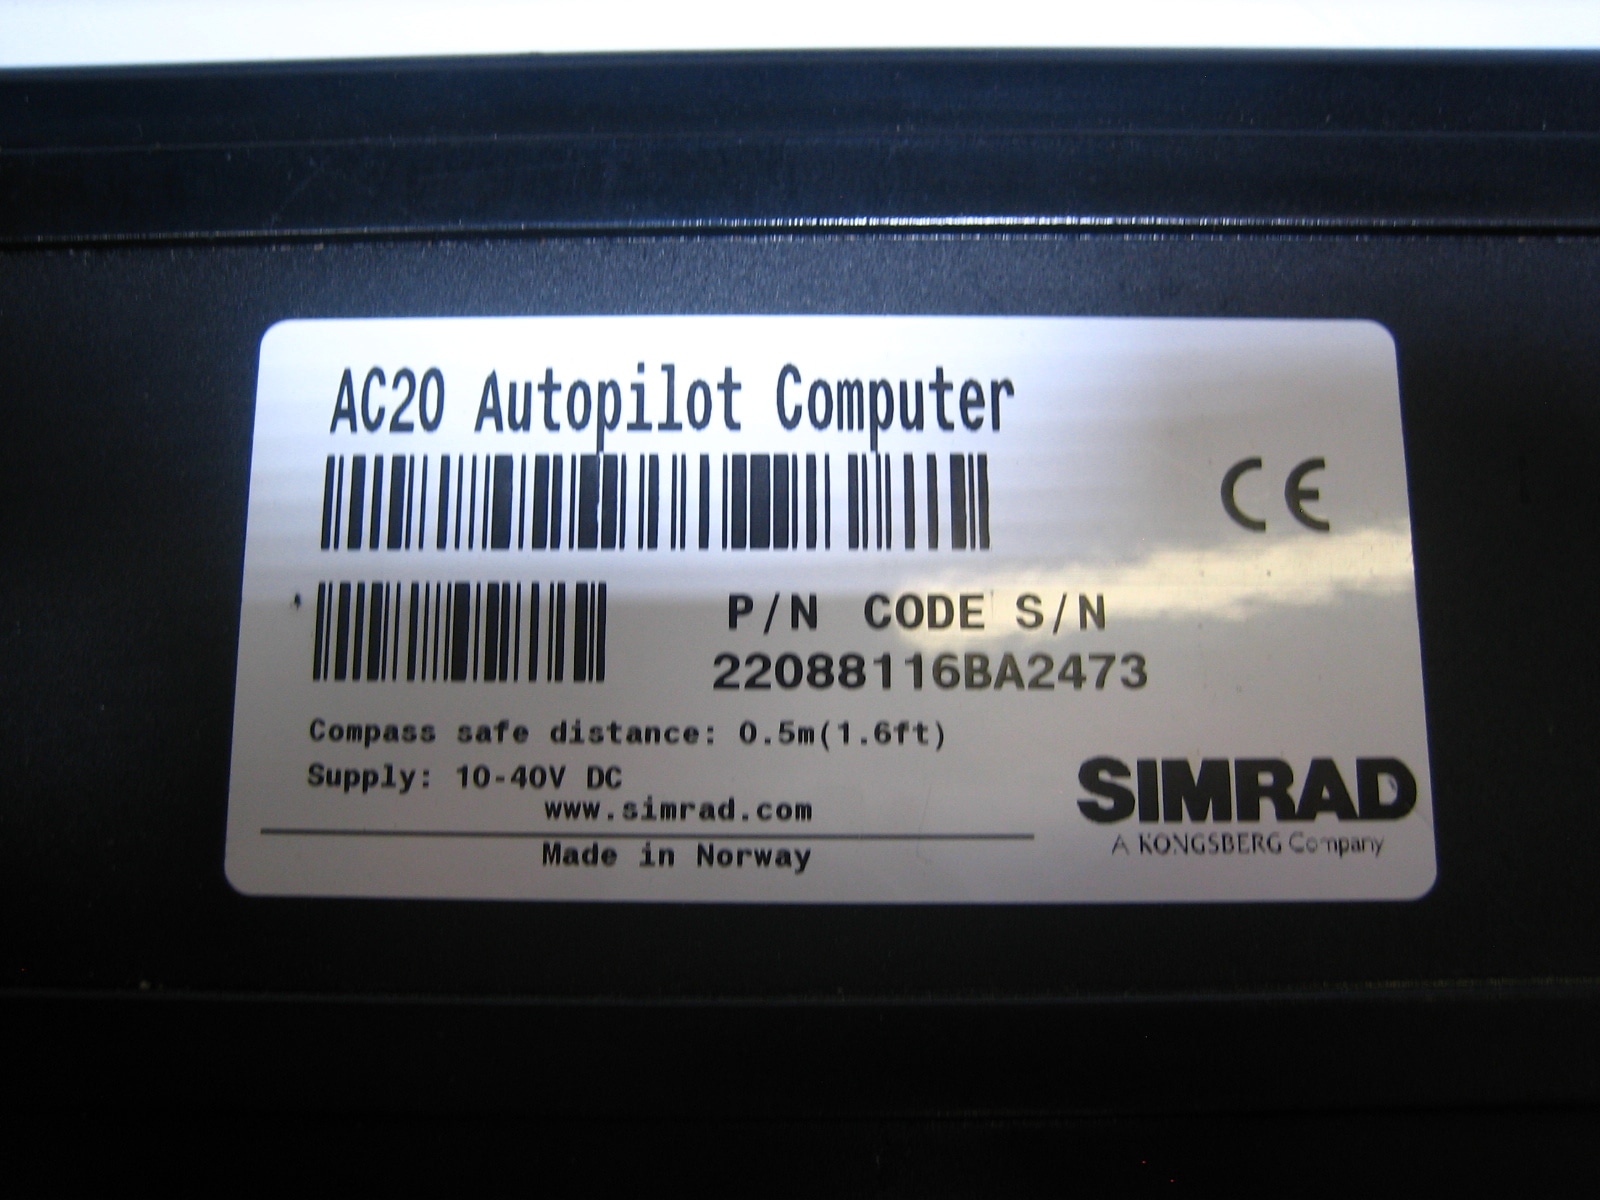 AC20 Autopilot Computer
CE
P/N CODE S/N
22088116BA2473
Compass safe distance: 0.5m(1.6ft)
Supply: 10-40V DC
www.simrad.com
Made in Norway
SIMRAD
A KONGSBERG Company